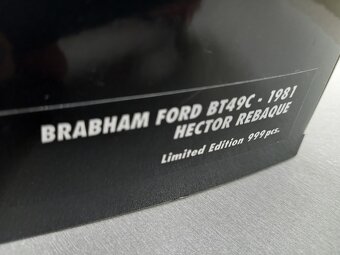 BRABHAM FORD BT49C - 1981
HECTOR REBAQUE
Limited Edition 999pcs.